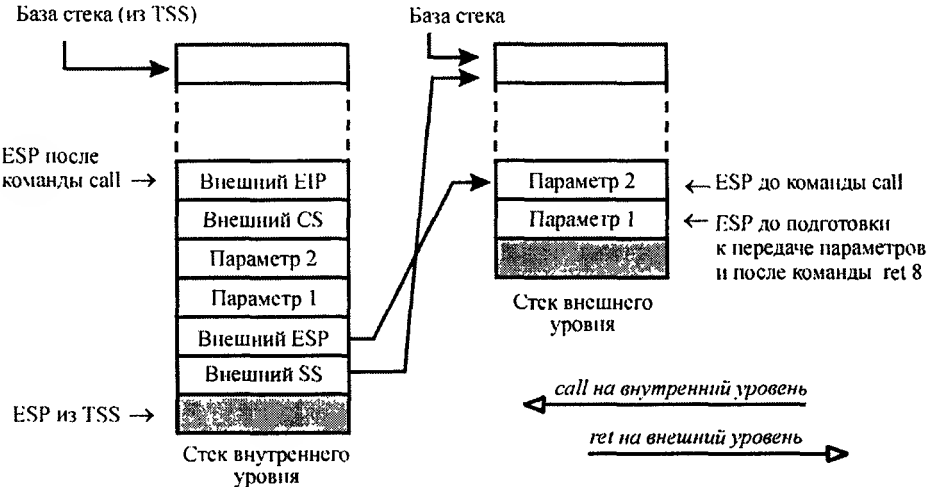 База стека (из TSS)
База стека
ESP после
команды call →
Внешний EIP
Внешний CS
Параметр 2
Параметр 1
Внешний ESP
Внешний SS
ESP из TSS →
Стек внутреннего
уровня
Параметр 2
Параметр 1
← ESP до команды call
← ESP до подготовки
к передаче параметров
и после команды ret 8
Стек внешнего
уровня
call на внутренний уровень
ret на внешний уровень